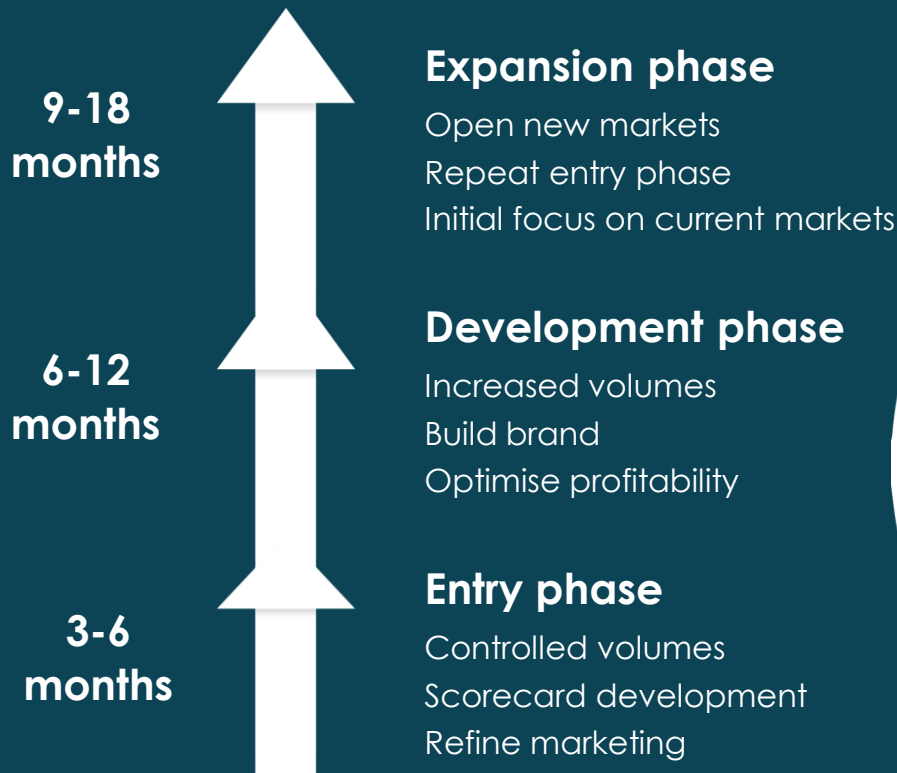 9-18
months
Expansion phase
Open new markets
Repeat entry phase
Initial focus on current markets
6-12
months
Development phase
Increased volumes
Build brand
Optimise profitability
3-6
months
Entry phase
Controlled volumes
Scorecard development
Refine marketing